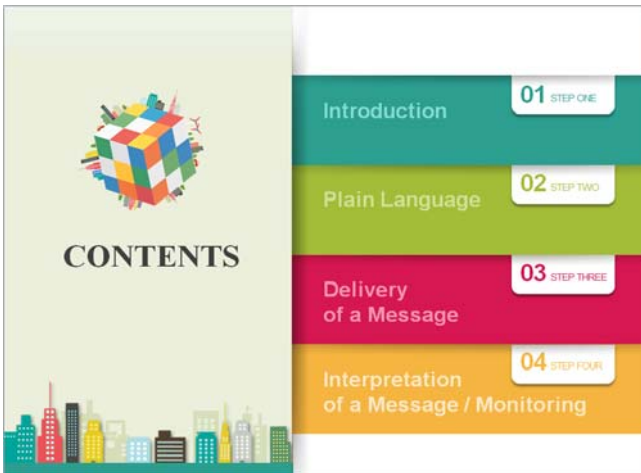 CONTENTS
Introduction
01 STEP ONE
Plain Language
02 STEP TWO
Delivery
of a Message
03 STEP THREE
Interpretation
of a Message / Monitoring
04 STEP FOUR